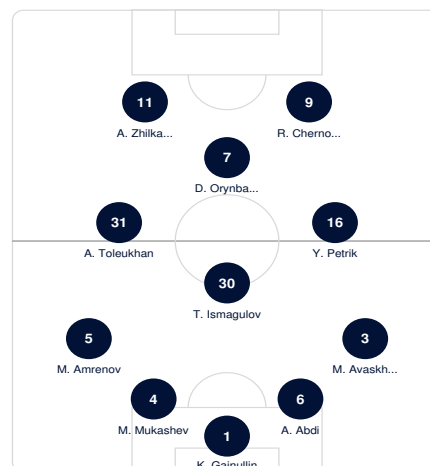 11
9
A. Zhilka...
R. Cherno...
7
D. Orynba...
31
16
A. Toleukhan
Y. Petrik
30
T. Ismagulov
5
3
M. Amrenov
M. Avaskh...
4
6
M. Mukashev
A. Abdi
1
K. Gainullin